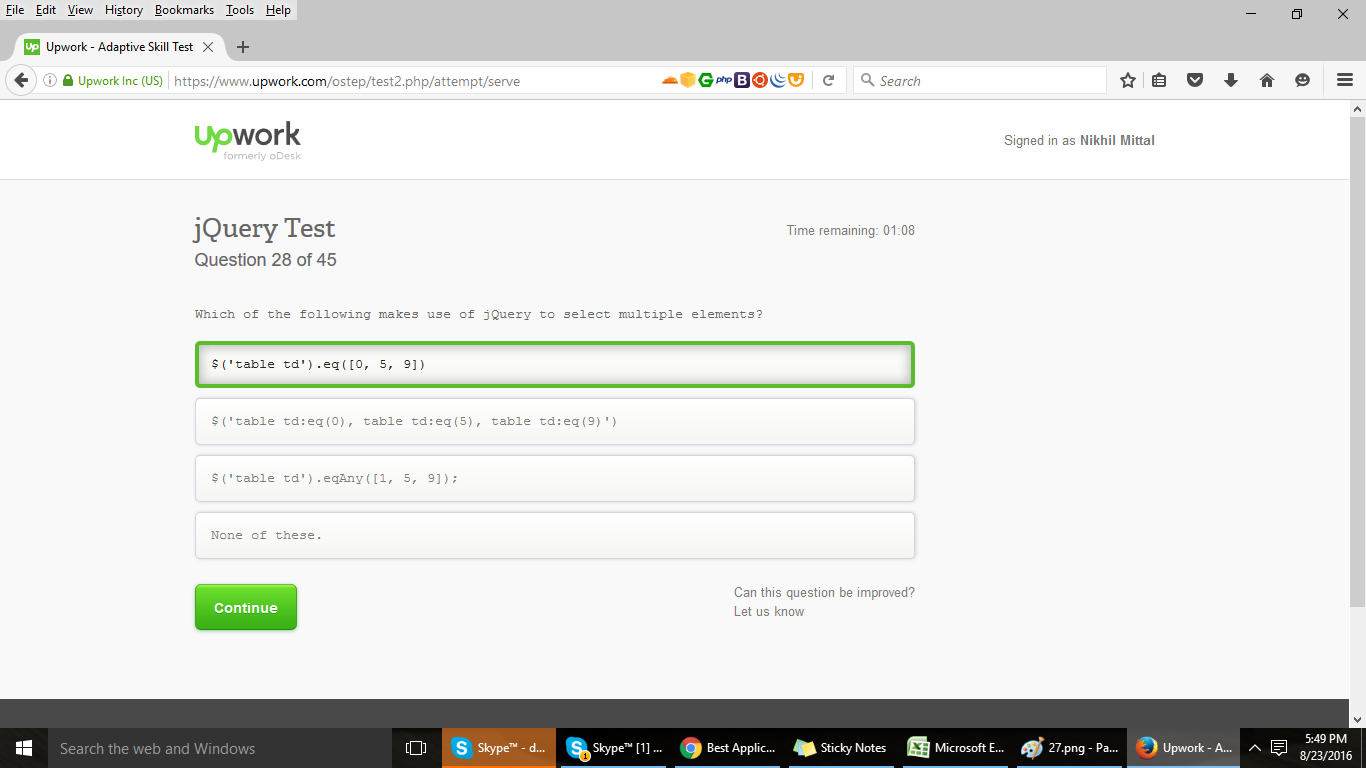 File Edit View History Bookmarks Tools Help
Up Upwork - Adaptive Skill Test
Upwork Inc (US) https://www.upwork.com/ostep/test2.php/attempt/serve php B Search
upwork
formerly oDesk
Signed in as Nikhil Mittal
jQuery Test
Time remaining: 01:08
Question 28 of 45
Which of the following makes use of jQuery to select multiple elements?
$('table td').eq([0, 5, 9])
$('table td:eq(0), table td:eq(5), table td:eq(9)')
$('table td').eqAny([1, 5, 9]);
None of these.
Continue
Can this question be improved?
Let us know
Search the web and Windows
Skype™ - d...
1
Skype™ [1] ...
Best Applic...
Sticky Notes
Microsoft E...
27.png - Pa...
Upwork - A...
5:49 PM
8/23/2016